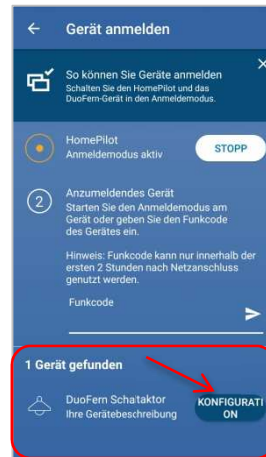 Gerät anmelden
So können Sie Geräte anmelden
Schalten Sie den HomePilot und das
DuoFern-Gerät in den Anmeldemodus.
HomePilot
Anmeldemodus aktiv
STOPP
2
Anzumeldendes Gerät
Starten Sie den Anmeldemodus am
Gerät oder geben Sie den Funkcode
des Gerätes ein.
Hinweis: Funkcode kann nur innerhalb der
ersten 2 Stunden nach Netzanschluss
genutzt werden.
Funkcode
1 Gerät gefunden
DuoFern Schaltaktor
Ihre Gerätebeschreibung
KONFIGURATI
ON